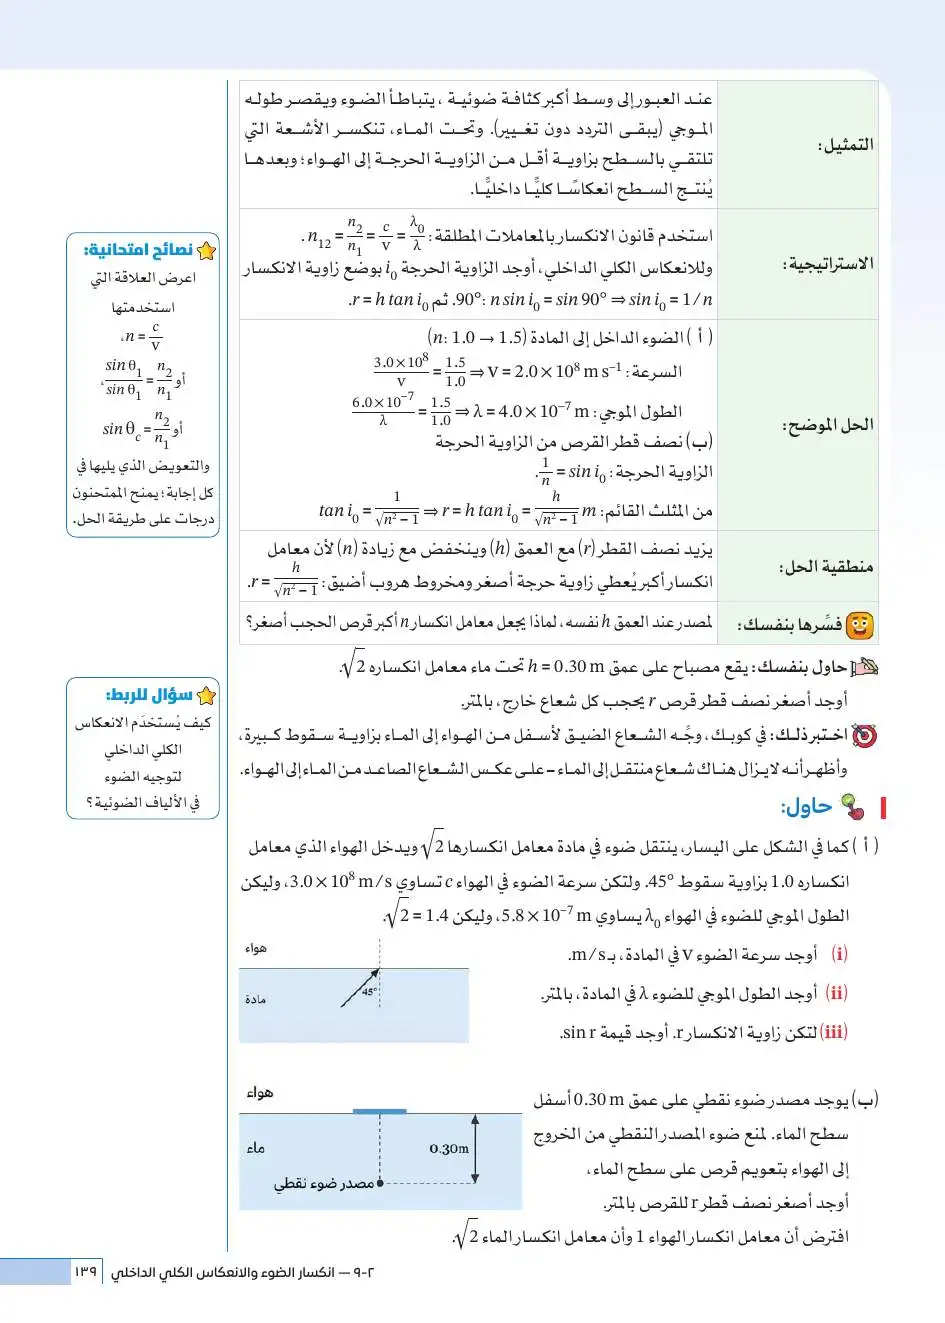 التمثيل:
عند العبور إلى وسط أكبر كثافة ضوئية، يتباطأ الضوء ويقصر طوله
الموجي (يبقى التردد دون تغيير). وتحت الماء، تنكسر الأشعة التي
تلتقي بالسطح بزاوية أقل من الزاوية الحرجة إلى الهواء؛ وبعدها
يُنتج السطح انعكاسًا كليًّا داخليًّا.
الاستراتيجية:
استخدم قانون الانكسار بالمعاملات المطلقة: n₁₂ = n₂/n₁ = c/v = λ₀/λ .
وللانعكاس الكلي الداخلي، أوجد الزاوية الحرجة i₀ بوضع زاوية الانكسار
90°: n sin i₀ = sin 90° ⇒ sin i₀ = 1/n. ثم r = h tan i₀.
الحل الموضح:
(أ) الضوء الداخل إلى المادة (n: 1.0 → 1.5)
السرعة: 3.0×10⁸/v = 1.5/1.0 ⇒ v = 2.0 × 10⁸ m s⁻¹
الطول الموجي: 6.0×10⁻⁷/λ = 1.5/1.0 ⇒ λ = 4.0 × 10⁻⁷ m
(ب) نصف قطر القرص من الزاوية الحرجة
الزاوية الحرجة: 1/n = sin i₀.
من المثلث القائم: tan i₀ = 1/√(n² − 1) ⇒ r = h tan i₀ = h/√(n² − 1) m
منطقية الحل:
يزيد نصف القطر (r) مع العمق (h) وينخفض مع زيادة (n) لأن معامل
انكسار أكبر يُعطي زاوية حرجة أصغر ومخروط هروب أضيق: r = h/√(n² − 1).
فسِّرها بنفسك:
لمصدر عند العمق h نفسه، لماذا يجعل معامل انكسار n أكبر قرص الحجب أصغر؟
حاول بنفسك: يقع مصباح على عمق h = 0.30 m تحت ماء معامل انكساره √2.
أوجد أصغر نصف قطر قرص r يحجب كل شعاع خارج، بالمتر.
اختبر ذلك: في كوبك، وجِّه الشعاع الضيق لأسفل من الهواء إلى الماء بزاوية سقوط كبيرة،
وأظهر أنه لا يزال هناك شعاع منتقل إلى الماء – على عكس الشعاع الصاعد من الماء إلى الهواء.
حاول:
(أ) كما في الشكل على اليسار، ينتقل ضوء في مادة معامل انكسارها √2 ويدخل الهواء الذي معامل
انكساره 1.0 بزاوية سقوط 45°. ولتكن سرعة الضوء في الهواء c تساوي 3.0 × 10⁸ m/s، وليكن
الطول الموجي للضوء في الهواء λ₀ يساوي 5.8 × 10⁻⁷ m، وليكن √2 = 1.4.
(i) أوجد سرعة الضوء v في المادة، بـ m/s.
(ii) أوجد الطول الموجي للضوء λ في المادة، بالمتر.
(iii) لتكن زاوية الانكسار r. أوجد قيمة sin r.
هواء
45°
مادة
(ب) يوجد مصدر ضوء نقطي على عمق 0.30 m أسفل
سطح الماء. لمنع ضوء المصدر النقطي من الخروج
إلى الهواء بتعويم قرص على سطح الماء،
أوجد أصغر نصف قطر r للقرص بالمتر.
افترض أن معامل انكسار الهواء 1 وأن معامل انكسار الماء √2.
هواء
ماء
0.30m
مصدر ضوء نقطي
نصائح امتحانية:
اعرض العلاقة التي
استخدمتها
n = c/v،
أو sin θ₁/sin θ₁ = n₂/n₁،
أو sin θc = n₂/n₁
والتعويض الذي يليها في
كل إجابة؛ يمنح الممتحنون
درجات على طريقة الحل.
سؤال للربط:
كيف يُستخدَم الانعكاس
الكلي الداخلي
لتوجيه الضوء
في الألياف الضوئية؟
٩-٢ — انكسار الضوء والانعكاس الكلي الداخلي
١٣٩